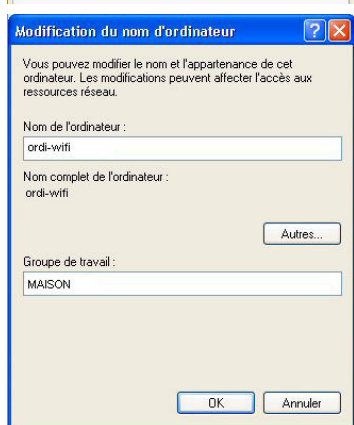 Modification du nom d'ordinateur
Vous pouvez modifier le nom et l'appartenance de cet
ordinateur. Les modifications peuvent affecter l'accès aux
ressources réseau.
Nom de l'ordinateur :
ordi-wifi
Nom complet de l'ordinateur :
ordi-wifi
Autres...
Groupe de travail :
MAISON
OK
Annuler